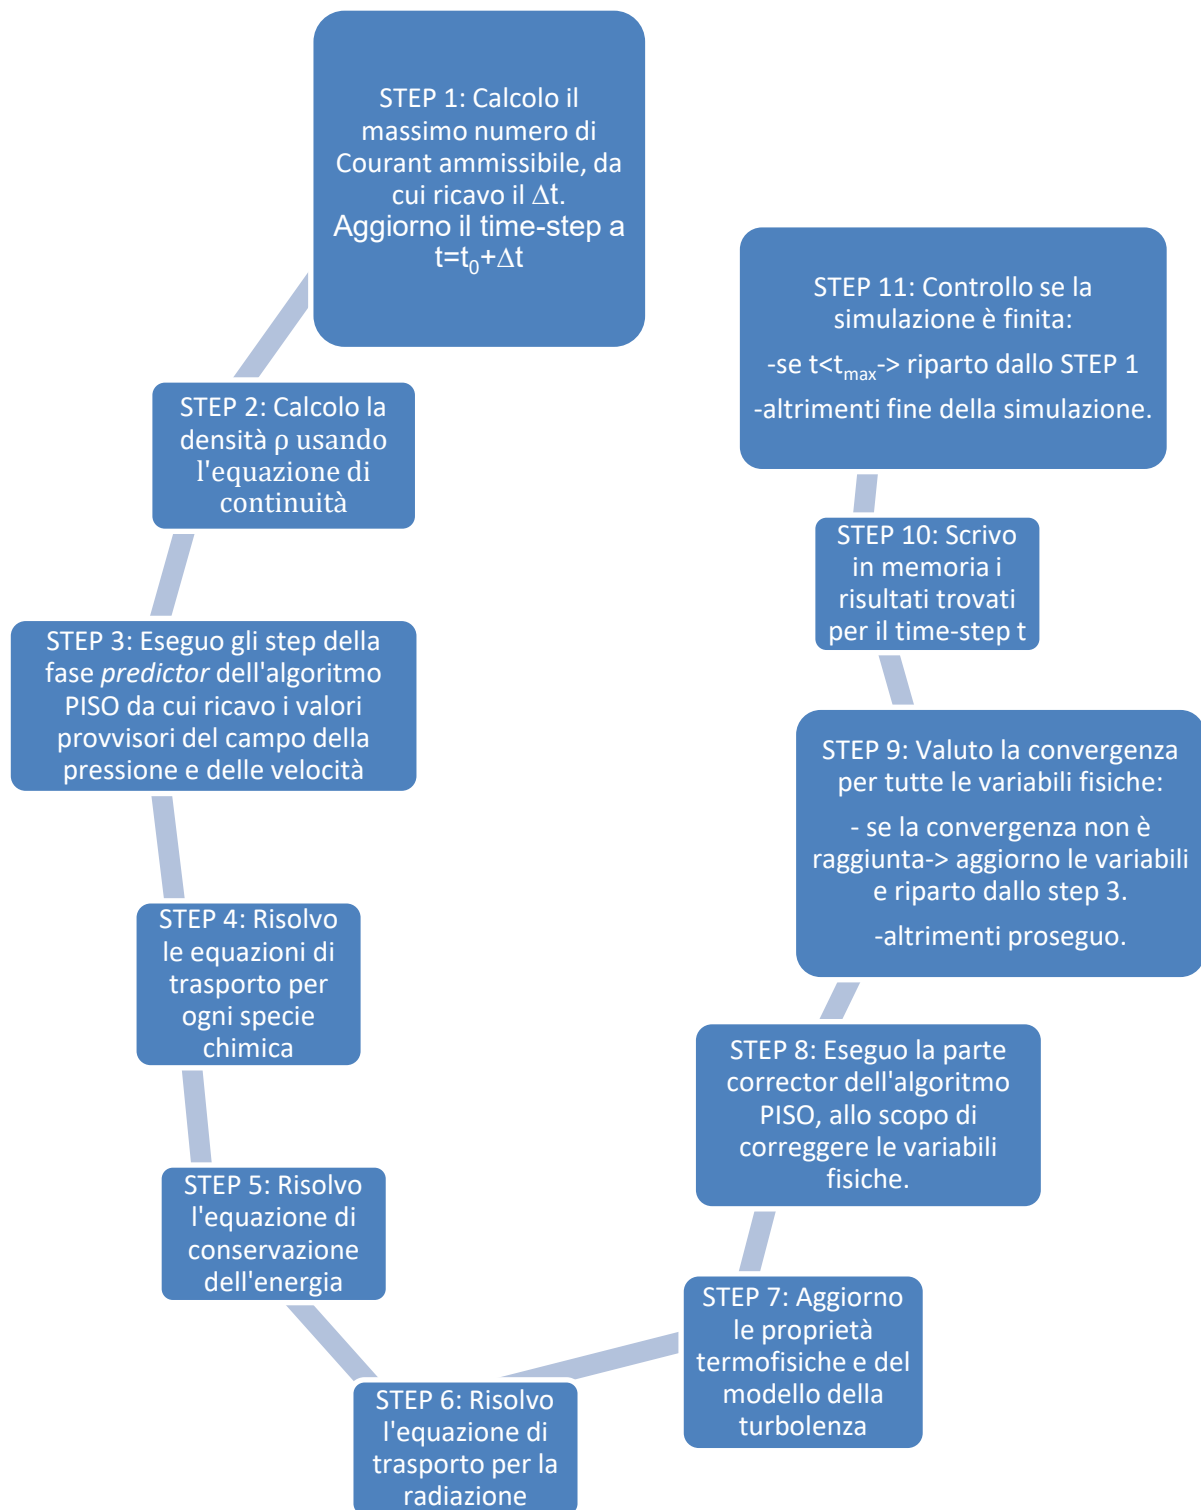 STEP 1: Calcolo il
massimo numero di
Courant ammissibile, da
cui ricavo il Δt.
Aggiorno il time-step a
t=t₀+Δt
STEP 2: Calcolo la
densità ρ usando
l'equazione di
continuità
STEP 3: Eseguo gli step della
fase predictor dell'algoritmo
PISO da cui ricavo i valori
provvisori del campo della
pressione e delle velocità
STEP 4: Risolvo
le equazioni di
trasporto per
ogni specie
chimica
STEP 5: Risolvo
l'equazione di
conservazione
dell'energia
STEP 6: Risolvo
l'equazione di
trasporto per la
radiazione
STEP 7: Aggiorno
le proprietà
termofisiche e del
modello della
turbolenza
STEP 8: Eseguo la parte
corrector dell'algoritmo
PISO, allo scopo di
correggere le variabili
fisiche.
STEP 9: Valuto la convergenza
per tutte le variabili fisiche:
- se la convergenza non è
raggiunta-> aggiorno le variabili
e riparto dallo step 3.
-altrimenti proseguo.
STEP 10: Scrivo
in memoria i
risultati trovati
per il time-step t
STEP 11: Controllo se la
simulazione è finita:
-se t<tmax-> riparto dallo STEP 1
-altrimenti fine della simulazione.